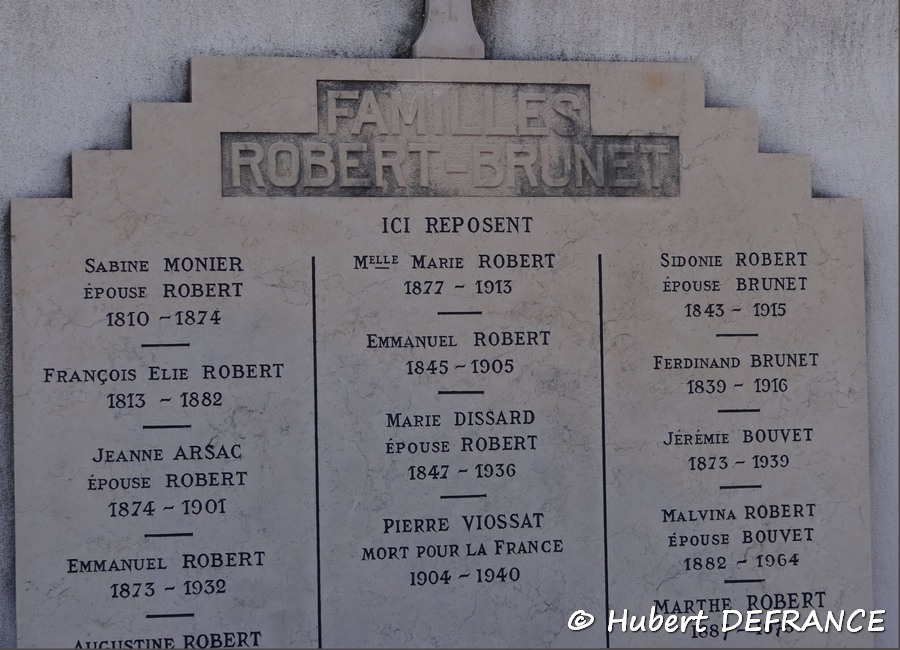 FAMILLES
ROBERT-BRUNET
ICI REPOSENT
SABINE MONIER
ÉPOUSE ROBERT
1810 ~ 1874
FRANÇOIS ELIE ROBERT
1813 ~ 1882
JEANNE ARSAC
ÉPOUSE ROBERT
1874 ~ 1901
EMMANUEL ROBERT
1873 ~ 1932
AUGUSTINE ROBERT
MELLE MARIE ROBERT
1877 ~ 1913
EMMANUEL ROBERT
1845 ~ 1905
MARIE DISSARD
ÉPOUSE ROBERT
1847 ~ 1936
PIERRE VIOSSAT
MORT POUR LA FRANCE
1904 ~ 1940
SIDONIE ROBERT
ÉPOUSE BRUNET
1843 ~ 1915
FERDINAND BRUNET
1839 ~ 1916
JÉRÉMIE BOUVET
1873 ~ 1939
MALVINA ROBERT
ÉPOUSE BOUVET
1882 ~ 1964
MARTHE ROBERT
1887
© Hubert DEFRANCE